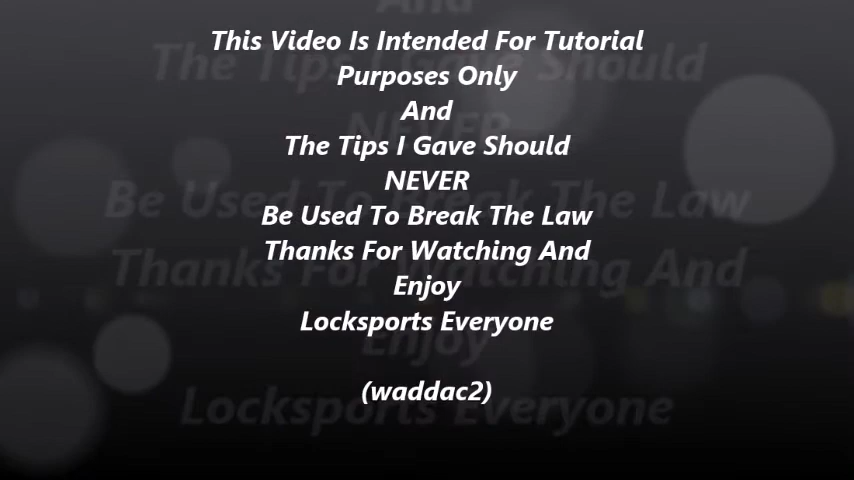 This Video Is Intended For Tutorial
Purposes Only
And
The Tips I Gave Should
NEVER
Be Used To Break The Law
Thanks For Watching And
Enjoy
Locksports Everyone
(waddac2)